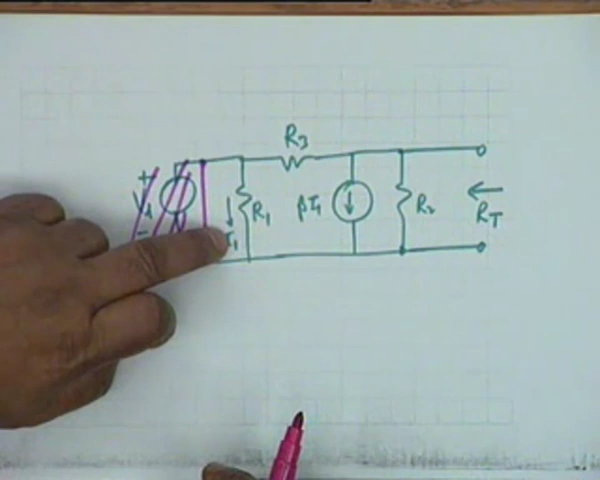 R3
+
V1
-
I1
R1
βI1
R2
RT